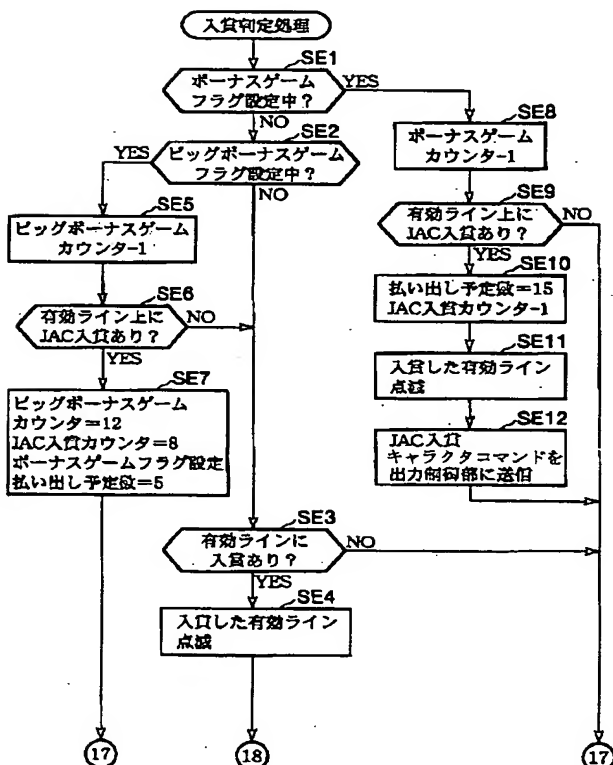 入賞判定処理
SE1
ボーナスゲーム
フラグ設定中?
YES
NO
SE2
ビッグボーナスゲーム
フラグ設定中?
YES
NO
SE5
ビッグボーナスゲーム
カウンタ-1
SE6
有効ライン上に
JAC入賞あり?
NO
YES
SE7
ビッグボーナスゲーム
カウンタ=12
JAC入賞カウンタ=8
ボーナスゲームフラグ設定
払い出し予定数=5
SE8
ボーナスゲーム
カウンタ-1
SE9
有効ライン上に
JAC入賞あり?
NO
YES
SE10
払い出し予定数=15
JAC入賞カウンタ-1
SE11
入賞した有効ライン
点滅
SE12
JAC入賞
キャラクタコマンドを
出力制御部に送信
SE3
有効ラインに
入賞あり?
NO
YES
SE4
入賞した有効ライン
点滅
17
18
17